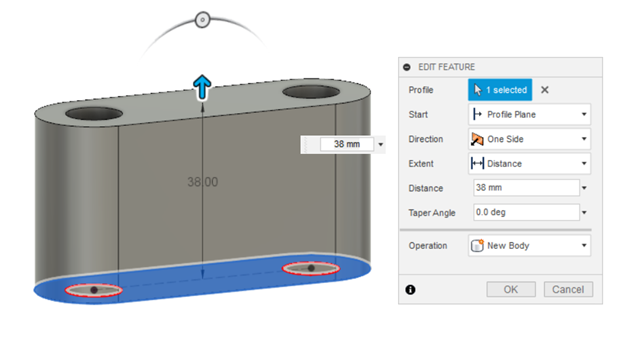 EDIT FEATURE
Profile 1 selected
Start Profile Plane
Direction One Side
38 mm
Extent Distance
38.00
Distance 38 mm
Taper Angle 0.0 deg
Operation New Body
OK Cancel